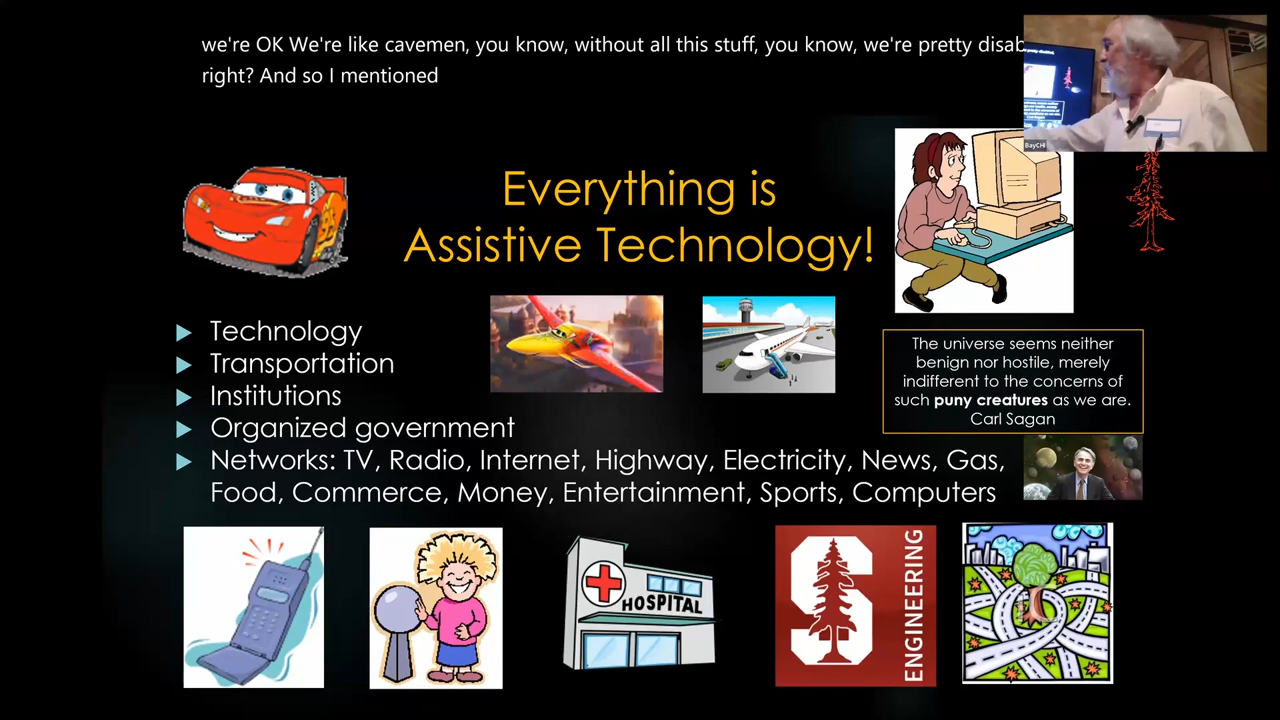 we're OK We're like cavemen, you know, without all this stuff, you know, we're pretty
right? And so I mentioned
BayCHI
Everything is
Assistive Technology!
Technology
Transportation
Institutions
Organized government
Networks: TV, Radio, Internet, Highway, Electricity, News, Gas,
Food, Commerce, Money, Entertainment, Sports, Computers
The universe seems neither
benign nor hostile, merely
indifferent to the concerns of
such puny creatures as we are.
Carl Sagan
HOSPITAL
S
ENGINEERING